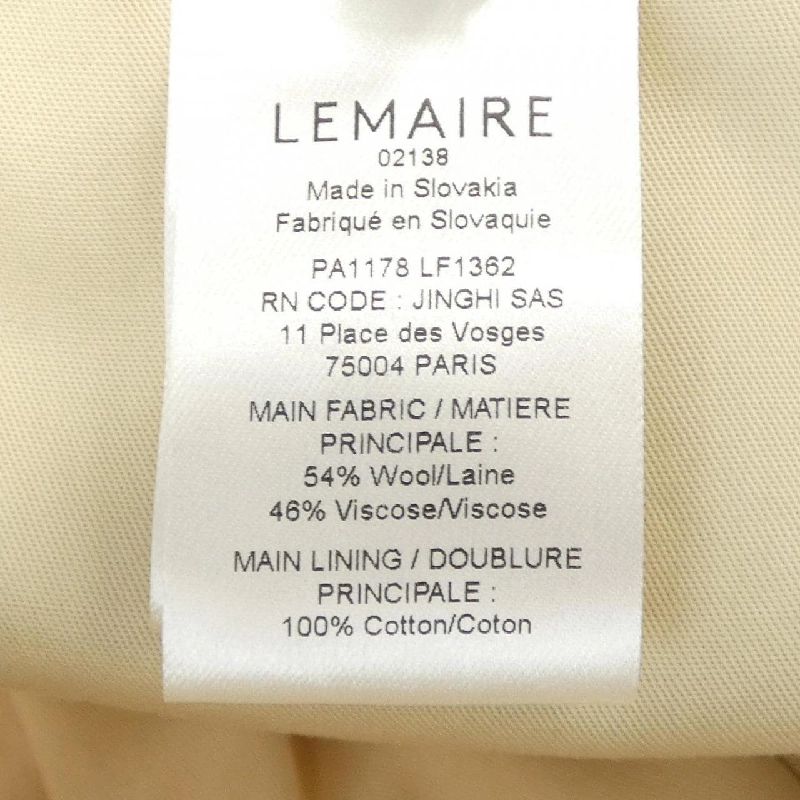 LEMAIRE
02138
Made in Slovakia
Fabriqué en Slovaquie
PA1178 LF1362
RN CODE : JINGHI SAS
11 Place des Vosges
75004 PARIS
MAIN FABRIC / MATIERE
PRINCIPALE :
54% Wool/Laine
46% Viscose/Viscose
MAIN LINING / DOUBLURE
PRINCIPALE :
100% Cotton/Coton